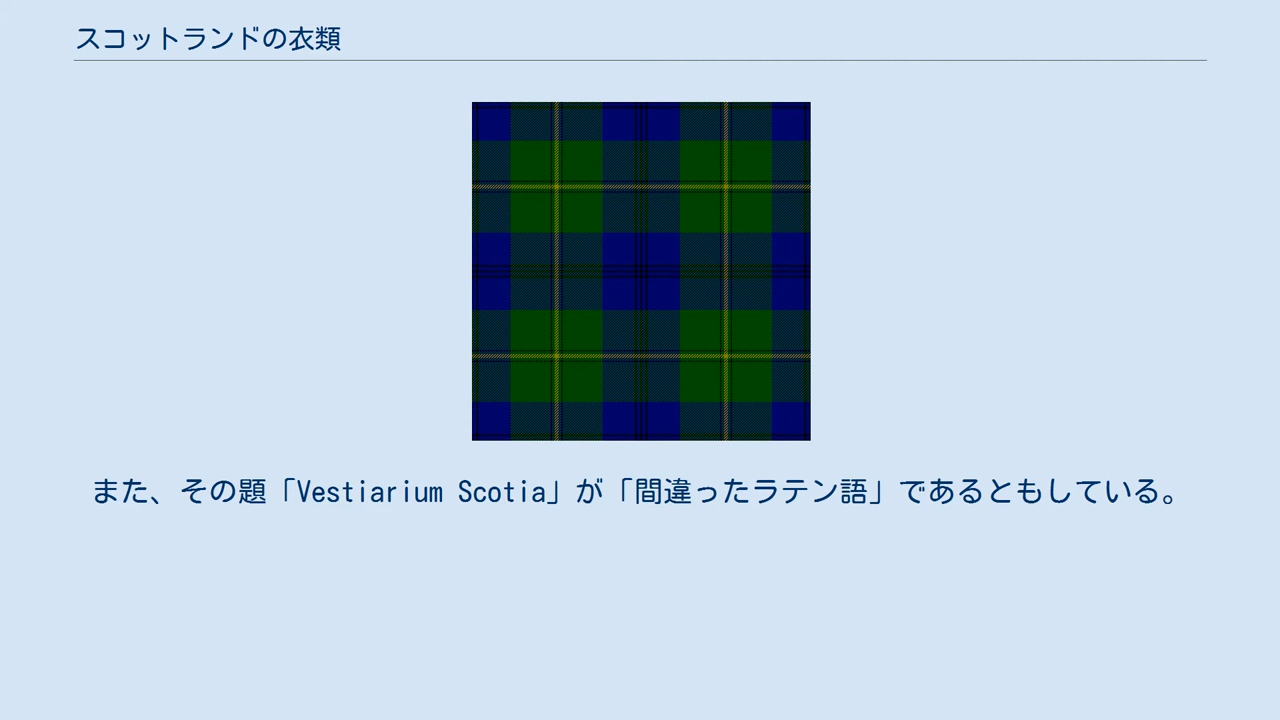 スコットランドの衣類
また、その題「Vestiarium Scotia」が「間違ったラテン語」であるともしている。